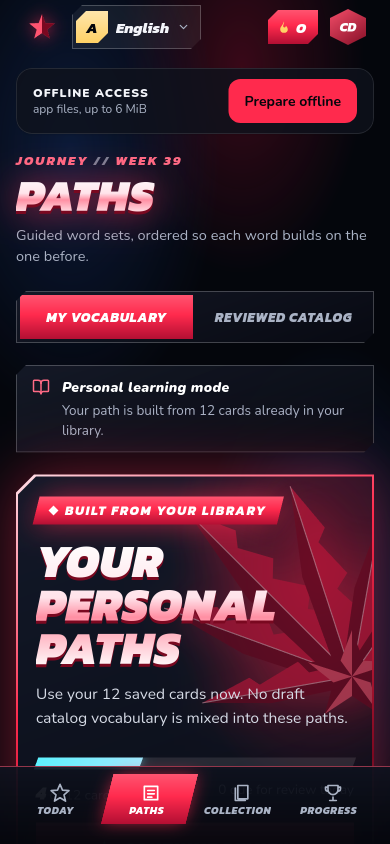 A English
0
CD
OFFLINE ACCESS
app files, up to 6 MiB
Prepare offline
JOURNEY // WEEK 39
PATHS
Guided word sets, ordered so each word builds on the
one before.
MY VOCABULARY
REVIEWED CATALOG
Personal learning mode
Your path is built from 12 cards already in your
library.
◆ BUILT FROM YOUR LIBRARY
YOUR
PERSONAL
PATHS
Use your 12 saved cards now. No draft
catalog vocabulary is mixed into these paths.
TODAY
PATHS
COLLECTION
PROGRESS